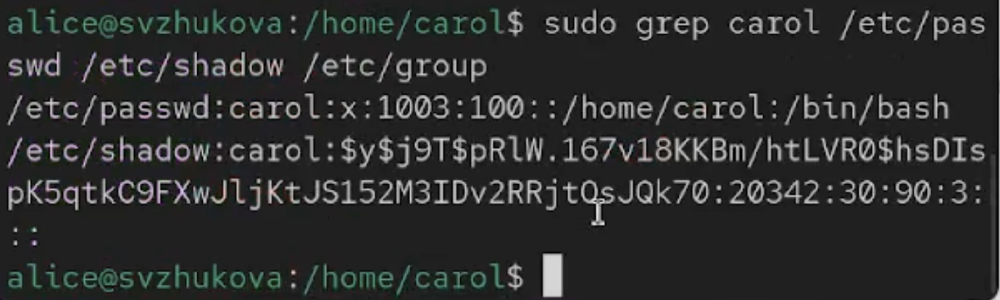 alice@svzhukova:/home/carol$ sudo grep carol /etc/pas
swd /etc/shadow /etc/group
/etc/passwd:carol:x:1003:100::/home/carol:/bin/bash
/etc/shadow:carol:$y$j9T$pRlW.167v18KKBm/htLVR0$hsDIs
pK5qtkC9FXwJljKtJS152M3IDv2RRjtQsJQk70:20342:30:90:3:
::
alice@svzhukova:/home/carol$